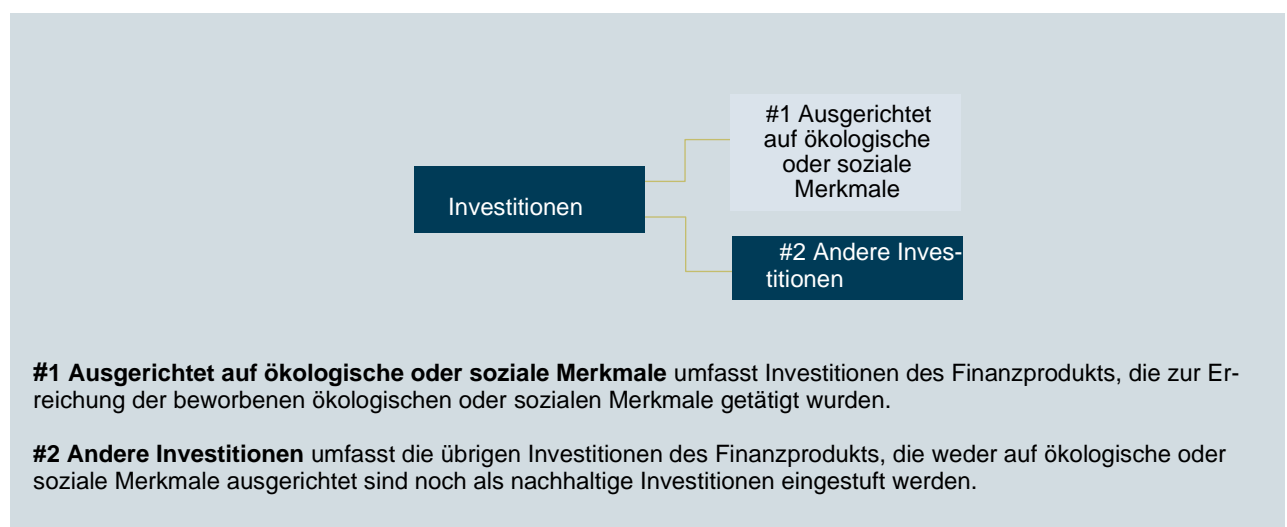 #1 Ausgerichtet
auf ökologische
oder soziale
Merkmale
Investitionen
#2 Andere Inves-
titionen
#1 Ausgerichtet auf ökologische oder soziale Merkmale umfasst Investitionen des Finanzprodukts, die zur Er-
reichung der beworbenen ökologischen oder sozialen Merkmale getätigt wurden.
#2 Andere Investitionen umfasst die übrigen Investitionen des Finanzprodukts, die weder auf ökologische oder
soziale Merkmale ausgerichtet sind noch als nachhaltige Investitionen eingestuft werden.